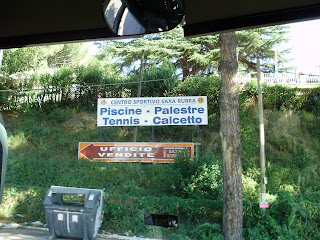 CENTRO SPORTIVO SAXA RUBRA
Piscine - Palestre
Tennis - Calcetto
UFFICIO
VENDITE